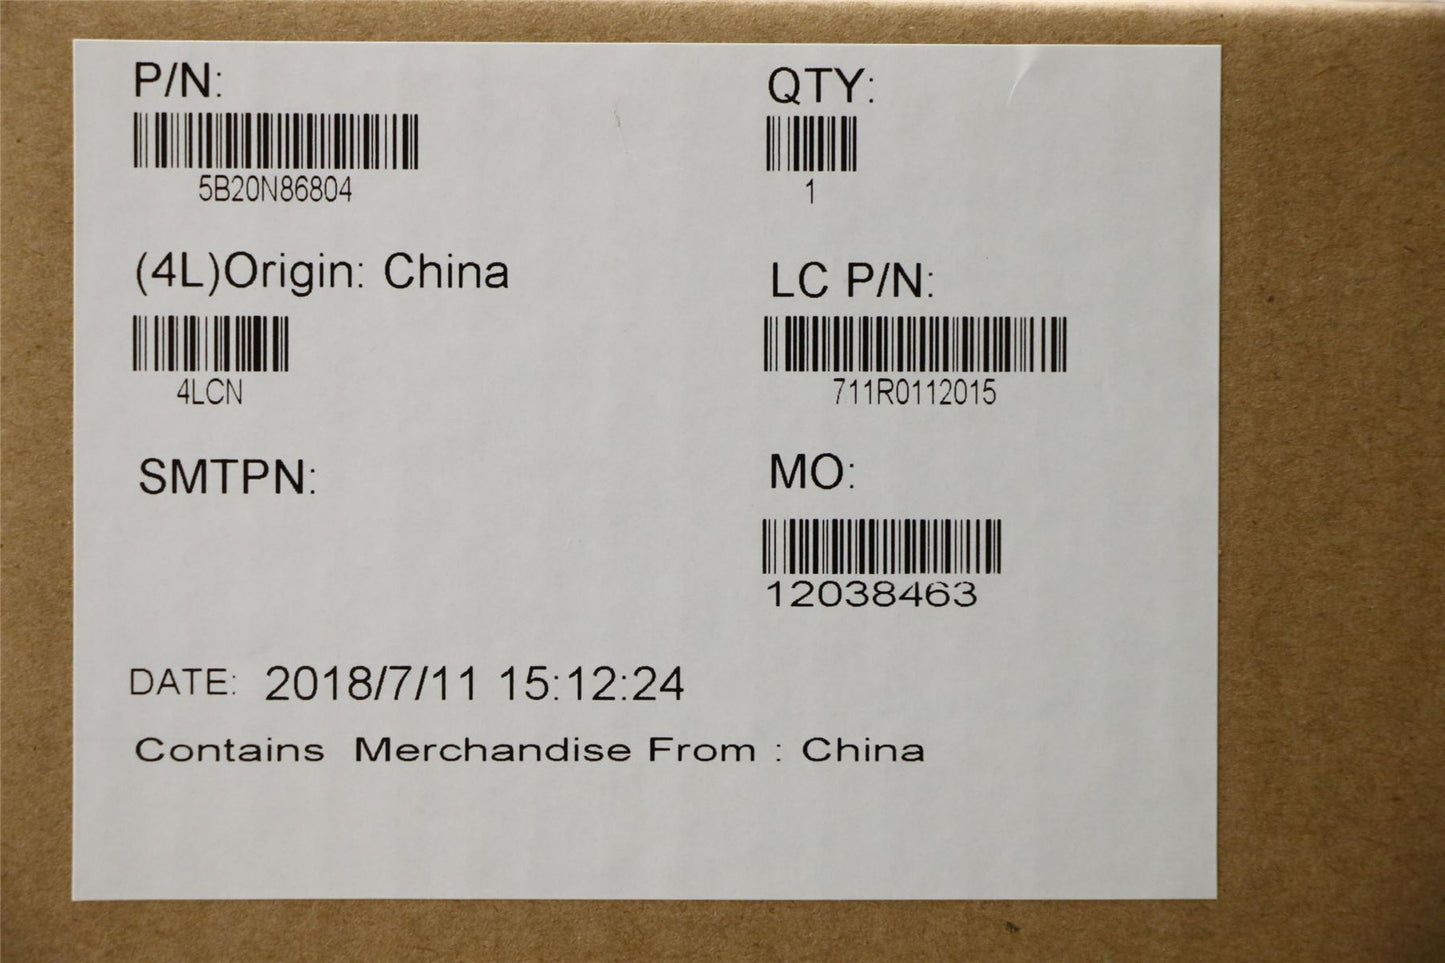 P/N:
5B20N86804
QTY:
1
(4L)Origin: China
4LCN
LC P/N:
711R0112015
SMTPN:
MO:
12038463
DATE: 2018/7/11 15:12:24
Contains Merchandise From : China